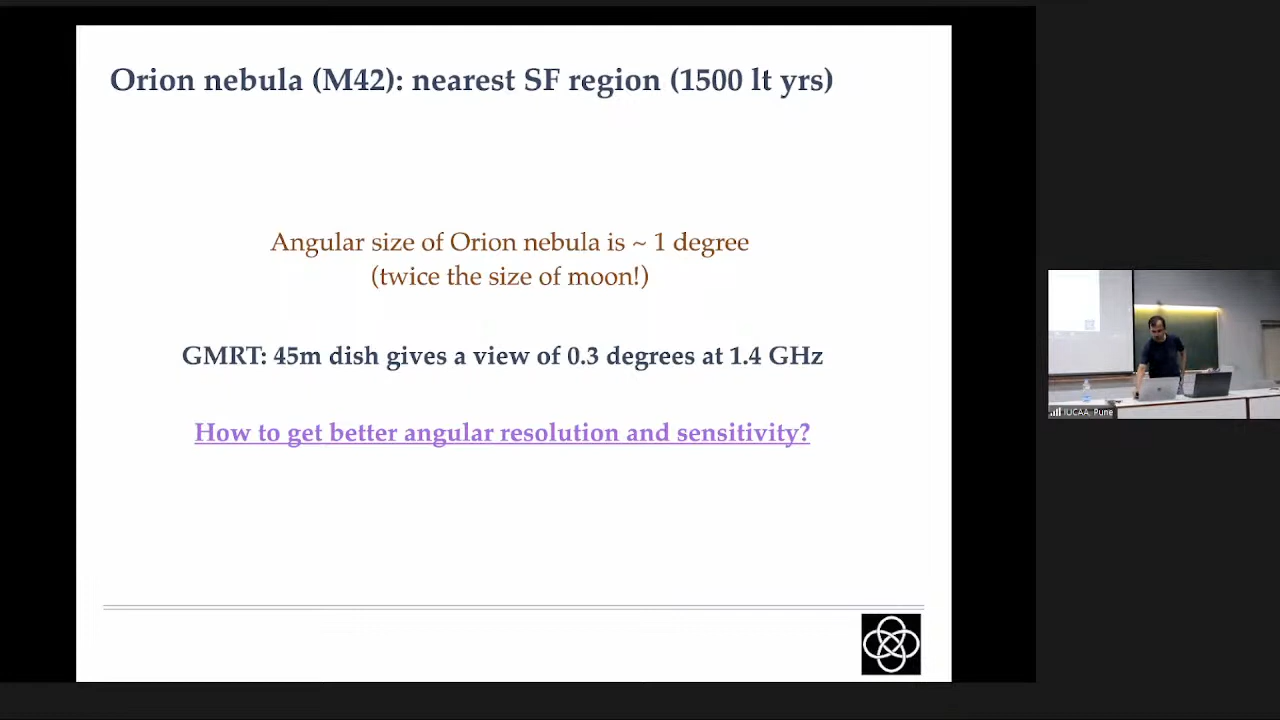 Orion nebula (M42): nearest SF region (1500 lt yrs)
Angular size of Orion nebula is ~ 1 degree
(twice the size of moon!)
GMRT: 45m dish gives a view of 0.3 degrees at 1.4 GHz
How to get better angular resolution and sensitivity?
IUCAA, Pune